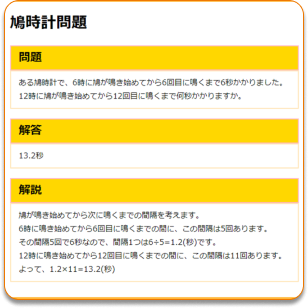 鳩時計問題
問題
ある鳩時計で、6時に鳩が鳴き始めてから6回目に鳴くまで6秒かかりました。
12時に鳩が鳴き始めてから12回目に鳴くまで何秒かかりますか。
解答
13.2秒
解説
鳩が鳴き始めてから次に鳴くまでの間隔を考えます。
6時に鳴き始めてから6回目に鳴くまでの間に、この間隔は5回あります。
その間隔5回で6秒なので、間隔1つは6÷5=1.2(秒)です。
12時に鳴き始めてから12回目に鳴くまでの間に、この間隔は11回あります。
よって、1.2×11=13.2(秒)